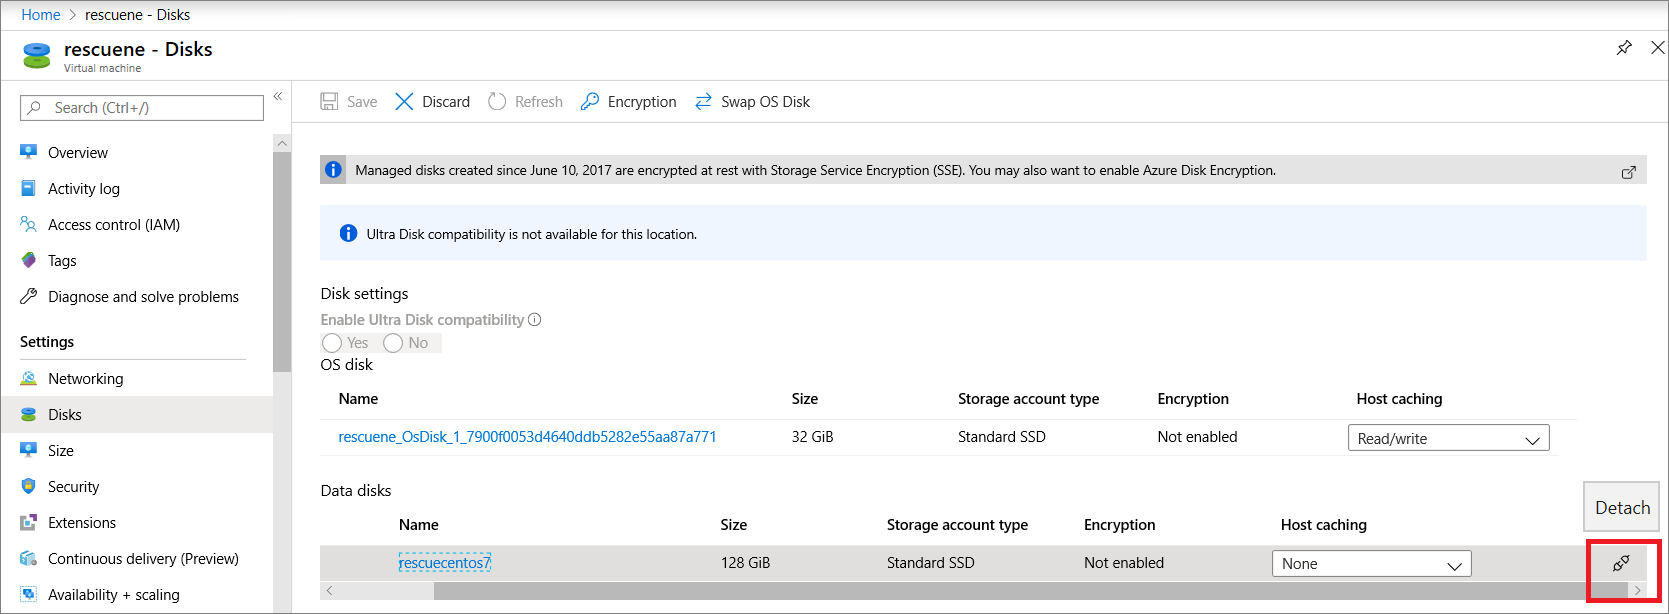 Home > rescuene - Disks
rescuene - Disks
Virtual machine
Search (Ctrl+/)
«
Overview
Activity log
Access control (IAM)
Tags
Diagnose and solve problems
Settings
Networking
Disks
Size
Security
Extensions
Continuous delivery (Preview)
Availability + scaling
Save Discard Refresh Encryption Swap OS Disk
Managed disks created since June 10, 2017 are encrypted at rest with Storage Service Encryption (SSE). You may also want to enable Azure Disk Encryption.
Ultra Disk compatibility is not available for this location.
Disk settings
Enable Ultra Disk compatibility
Yes No
OS disk
Name Size Storage account type Encryption Host caching
rescuene_OsDisk_1_7900f0053d4640ddb5282e55aa87a771 32 GiB Standard SSD Not enabled Read/write
Data disks
Detach
Name Size Storage account type Encryption Host caching
rescuecentos7 128 GiB Standard SSD Not enabled None